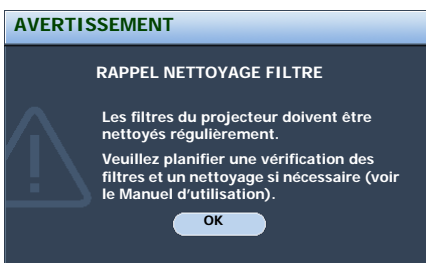 AVERTISSEMENT
RAPPEL NETTOYAGE FILTRE
Les filtres du projecteur doivent être
nettoyés régulièrement.
Veuillez planifier une vérification des
filtres et un nettoyage si nécessaire (voir
le Manuel d'utilisation).
OK